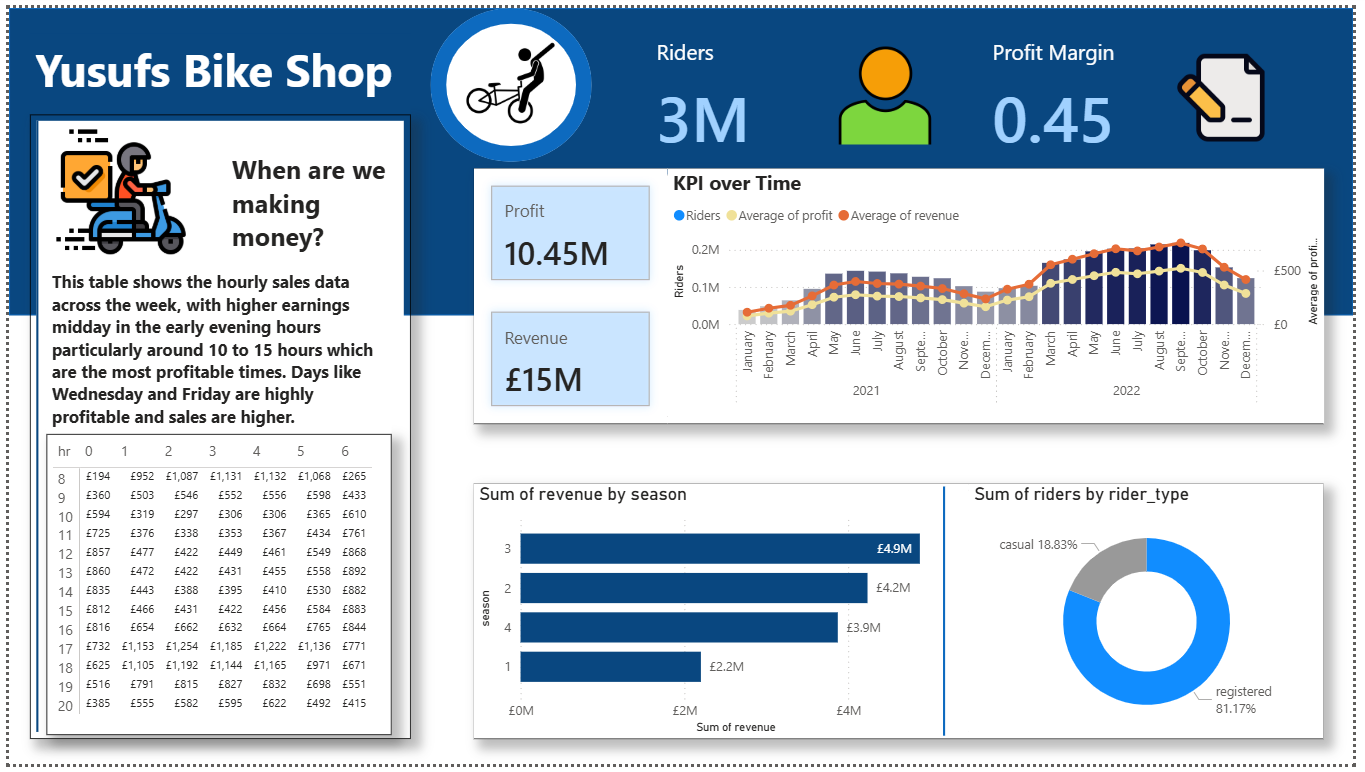 Yusufs Bike Shop
Riders
3M
Profit Margin
0.45
When are we
making
money?
This table shows the hourly sales data
across the week, with higher earnings
midday in the early evening hours
particularly around 10 to 15 hours which
are the most profitable times. Days like
Wednesday and Friday are highly
profitable and sales are higher.
hr 0 1 2 3 4 5 6
8 £194 £952 £1,087 £1,131 £1,132 £1,068 £265
9 £360 £503 £546 £552 £556 £598 £433
10 £594 £319 £297 £306 £306 £365 £610
11 £725 £376 £338 £353 £367 £434 £761
12 £857 £477 £422 £449 £461 £549 £868
13 £860 £472 £422 £431 £455 £558 £892
14 £835 £443 £388 £395 £410 £530 £882
15 £812 £466 £431 £422 £456 £584 £883
16 £816 £654 £662 £632 £664 £765 £844
17 £732 £1,153 £1,254 £1,185 £1,222 £1,136 £771
18 £625 £1,105 £1,192 £1,144 £1,165 £971 £671
19 £516 £791 £815 £827 £832 £698 £551
20 £385 £555 £582 £595 £622 £492 £415
Profit
10.45M
Revenue
£15M
KPI over Time
Riders Average of profit Average of revenue
Riders
0.2M
0.1M
0.0M
£500
£0
Average of profi...
January February March April May June July August Septe... October Nove... Decem... January February March April May June July August Septe... October Nove... Decem...
2021 2022
Sum of revenue by season
season
3 £4.9M
2 £4.2M
4 £3.9M
1 £2.2M
£0M £2M £4M
Sum of revenue
Sum of riders by rider_type
casual 18.83%
registered
81.17%